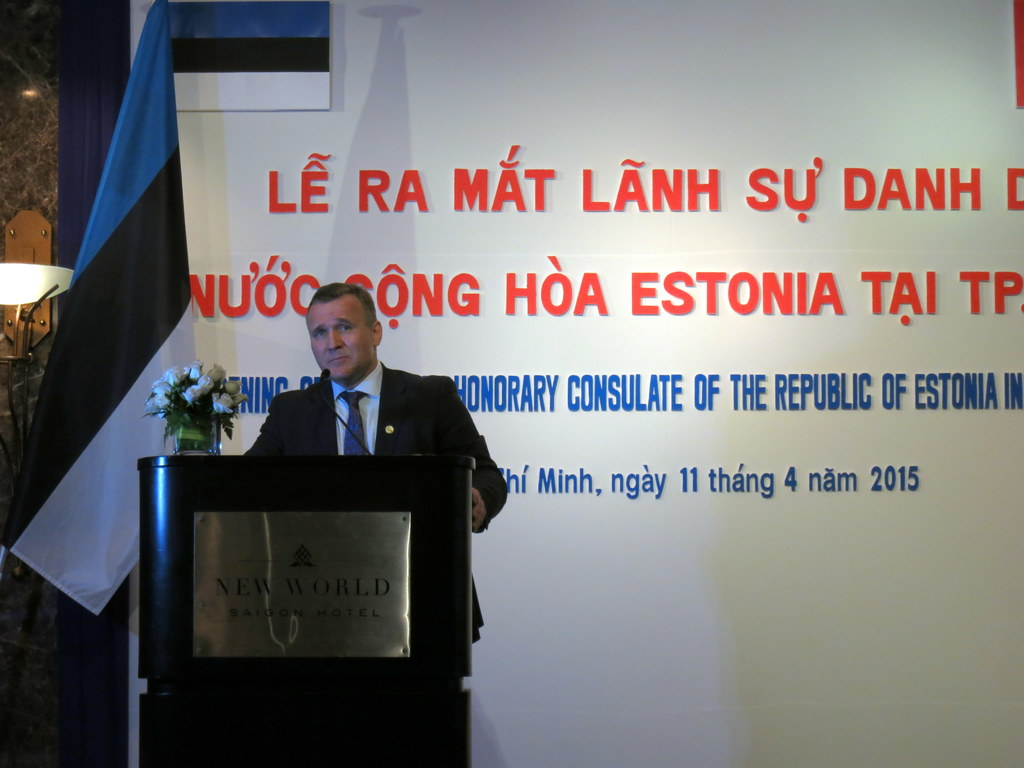 LỄ RA MẮT LÃNH SỰ DANH
NƯỚC CỘNG HÒA ESTONIA TẠI TP.
HONORARY CONSULATE OF THE REPUBLIC OF ESTONIA IN
Minh, ngày 11 tháng 4 năm 2015
NEW WORLD
SAIGON HOTEL